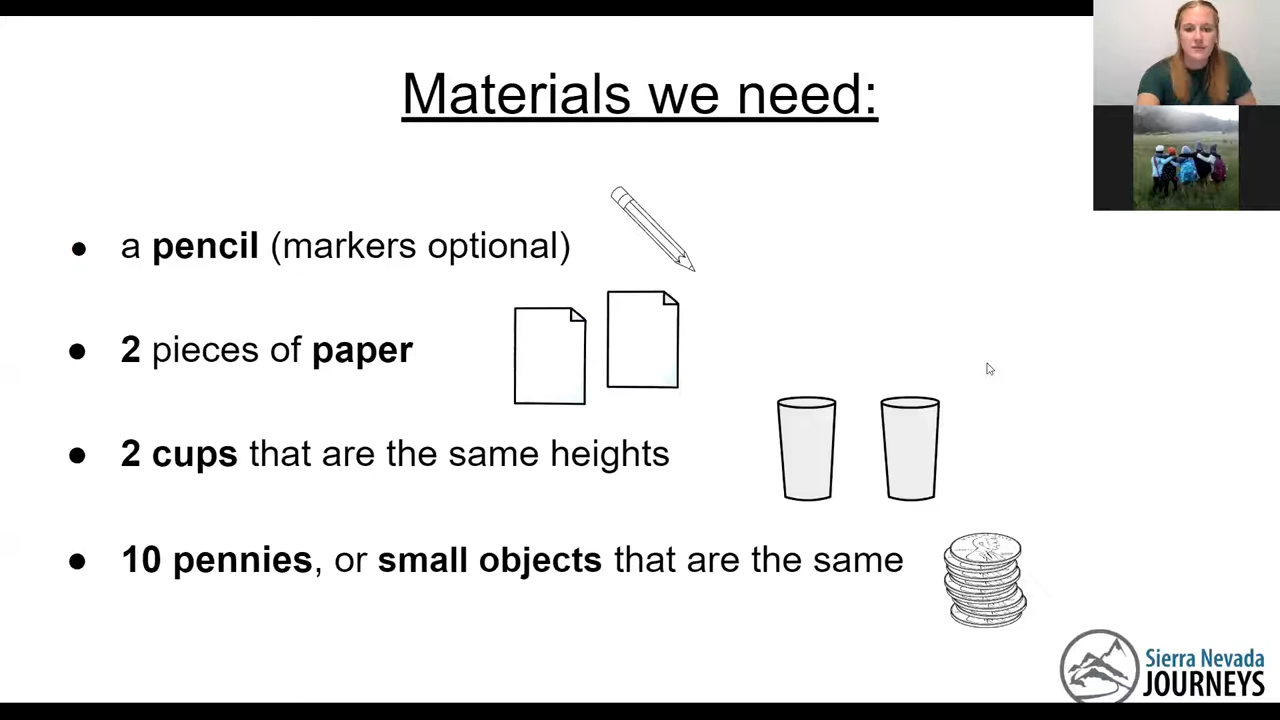 Materials we need:
● a pencil (markers optional)
● 2 pieces of paper
● 2 cups that are the same heights
● 10 pennies, or small objects that are the same
Sierra Nevada
JOURNEYS